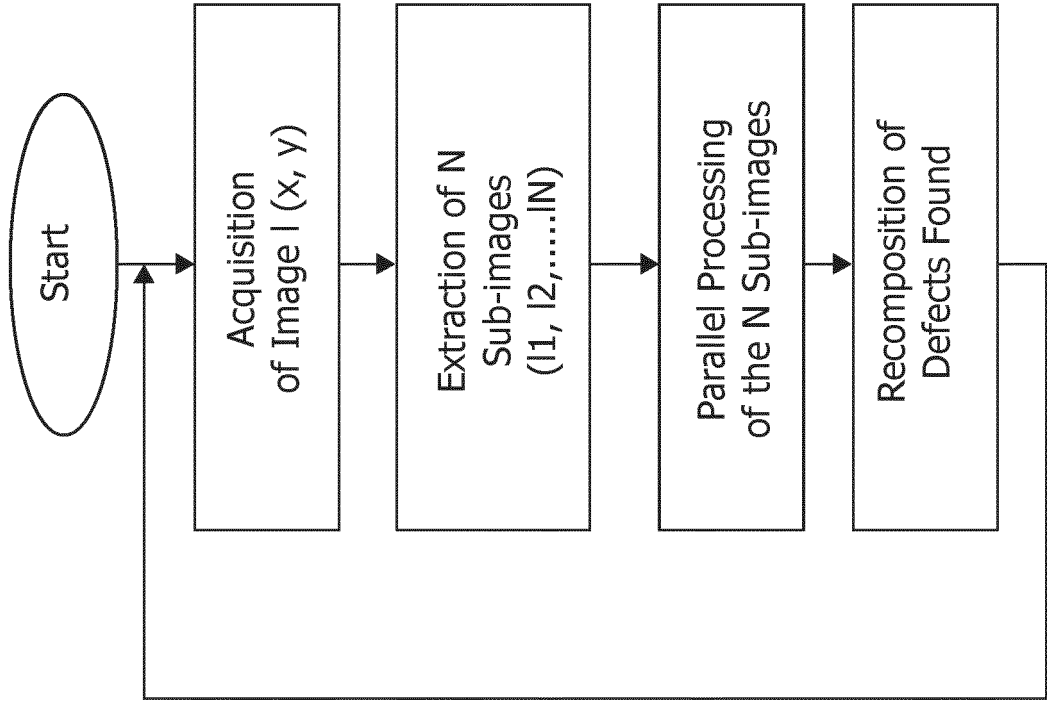 Start
Acquisition
of Image I (x, y)
Extraction of N
Sub-images
(I1, I2,.....IN)
Parallel Processing
of the N Sub-images
Recomposition of
Defects Found